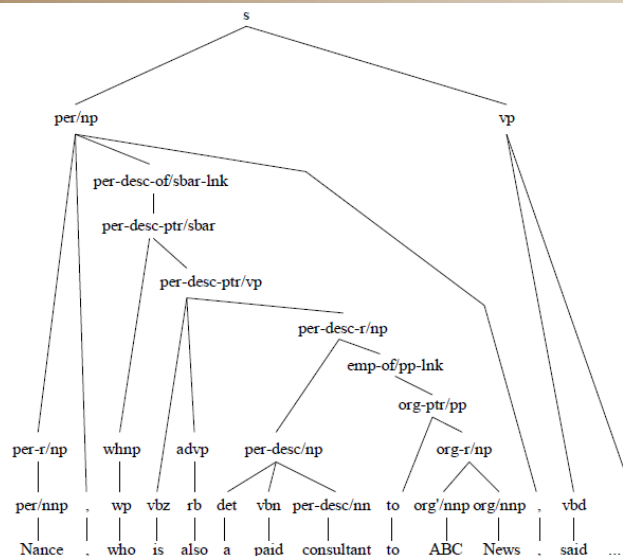 s
per/np vp
per-desc-of/sbar-lnk
per-desc-ptr/sbar
per-desc-ptr/vp
per-desc-r/np
emp-of/pp-lnk
org-ptr/pp
per-r/np whnp advp per-desc/np org-r/np
per/nnp , wp vbz rb det vbn per-desc/nn to org'/nnp org/nnp , vbd
Nance , who is also a paid consultant to ABC News , said ...